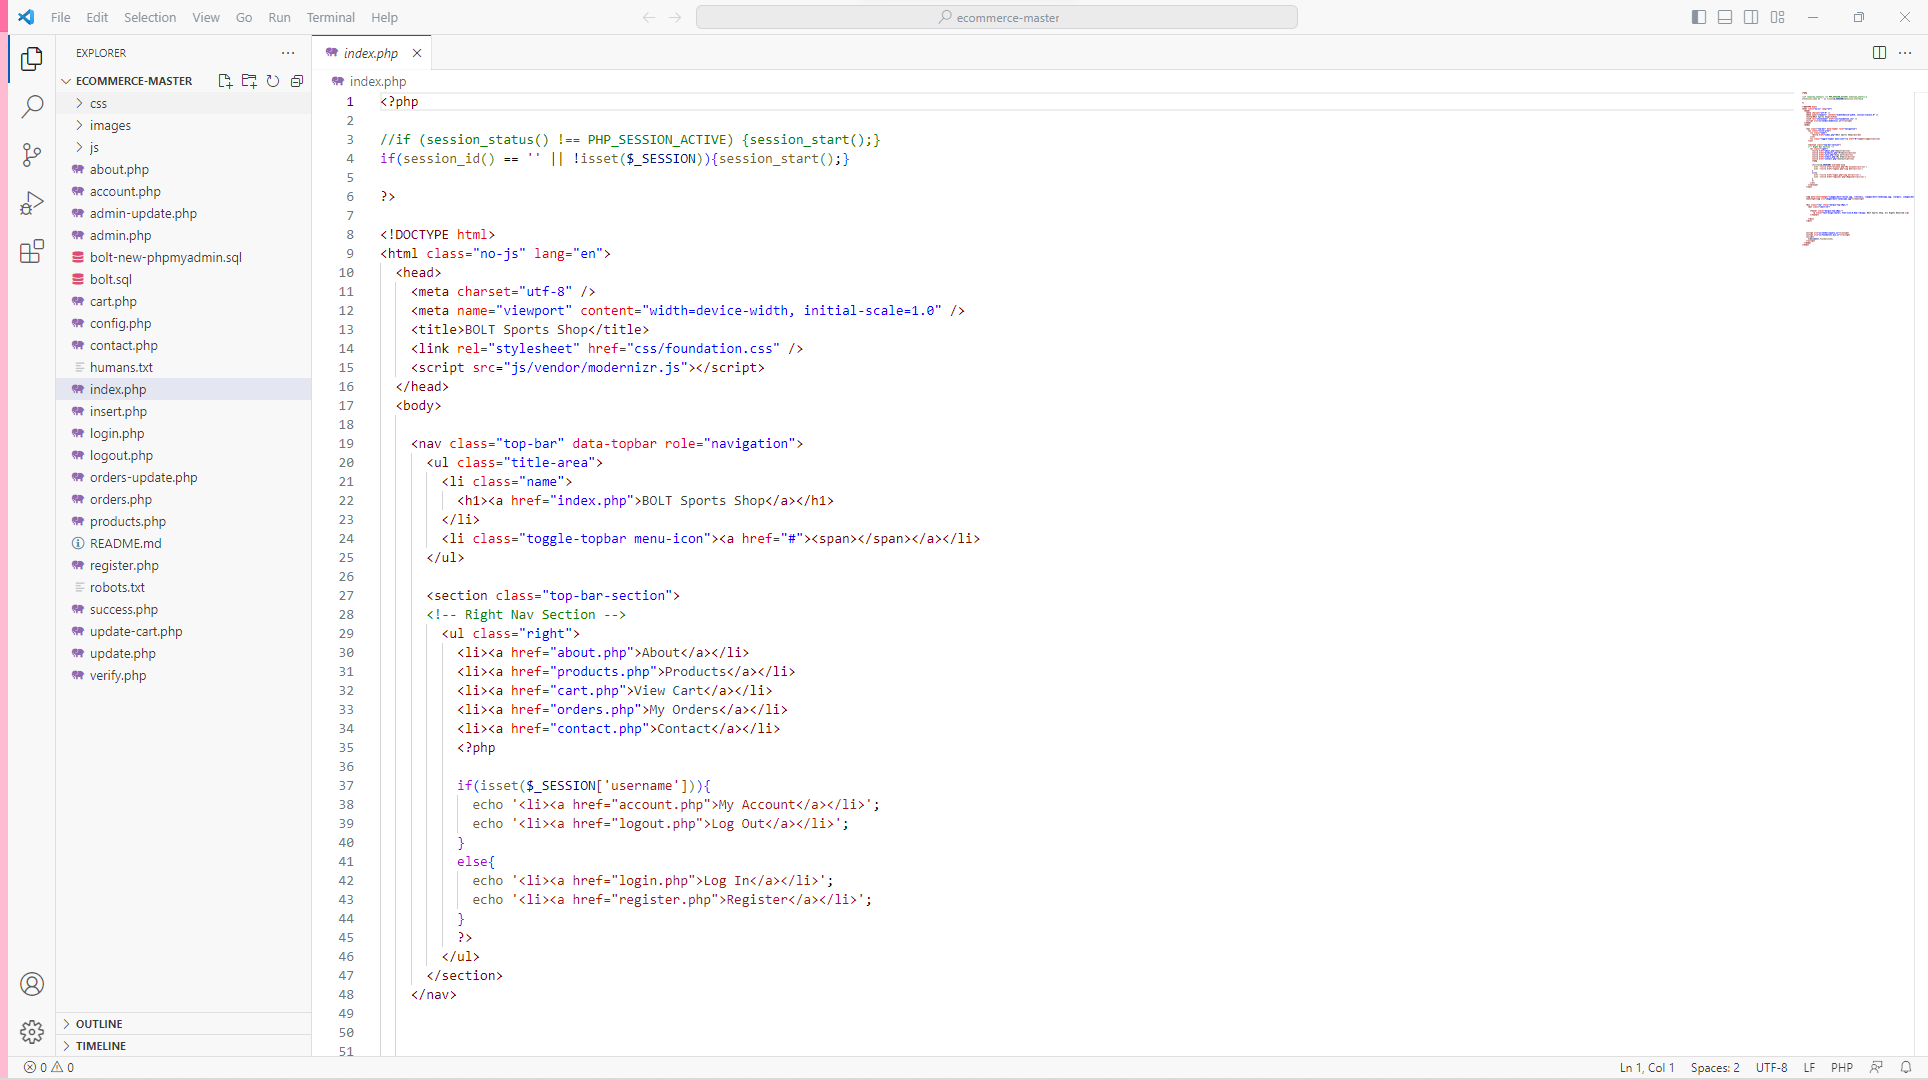 File Edit Selection View Go Run Terminal Help
ecommerce-master
EXPLORER
ECOMMERCE-MASTER
css
images
js
about.php
account.php
admin-update.php
admin.php
bolt-new-phpmyadmin.sql
bolt.sql
cart.php
config.php
contact.php
humans.txt
index.php
insert.php
login.php
logout.php
orders-update.php
orders.php
products.php
README.md
register.php
robots.txt
success.php
update-cart.php
update.php
verify.php
OUTLINE
TIMELINE
index.php
index.php
1 <?php
2
3 //if (session_status() !== PHP_SESSION_ACTIVE) {session_start();}
4 if(session_id() == '' || !isset($_SESSION)){session_start();}
5
6 ?>
7
8 <!DOCTYPE html>
9 <html class="no-js" lang="en">
10 <head>
11 <meta charset="utf-8" />
12 <meta name="viewport" content="width=device-width, initial-scale=1.0" />
13 <title>BOLT Sports Shop</title>
14 <link rel="stylesheet" href="css/foundation.css" />
15 <script src="js/vendor/modernizr.js"></script>
16 </head>
17 <body>
18
19 <nav class="top-bar" data-topbar role="navigation">
20 <ul class="title-area">
21 <li class="name">
22 <h1><a href="index.php">BOLT Sports Shop</a></h1>
23 </li>
24 <li class="toggle-topbar menu-icon"><a href="#"><span></span></a></li>
25 </ul>
26
27 <section class="top-bar-section">
28 <!-- Right Nav Section -->
29 <ul class="right">
30 <li><a href="about.php">About</a></li>
31 <li><a href="products.php">Products</a></li>
32 <li><a href="cart.php">View Cart</a></li>
33 <li><a href="orders.php">My Orders</a></li>
34 <li><a href="contact.php">Contact</a></li>
35 <?php
36
37 if(isset($_SESSION['username'])){
38 echo '<li><a href="account.php">My Account</a></li>';
39 echo '<li><a href="logout.php">Log Out</a></li>';
40 }
41 else{
42 echo '<li><a href="login.php">Log In</a></li>';
43 echo '<li><a href="register.php">Register</a></li>';
44 }
45 ?>
46 </ul>
47 </section>
48 </nav>
49
50
51
0 0
Ln 1, Col 1 Spaces: 2 UTF-8 LF PHP